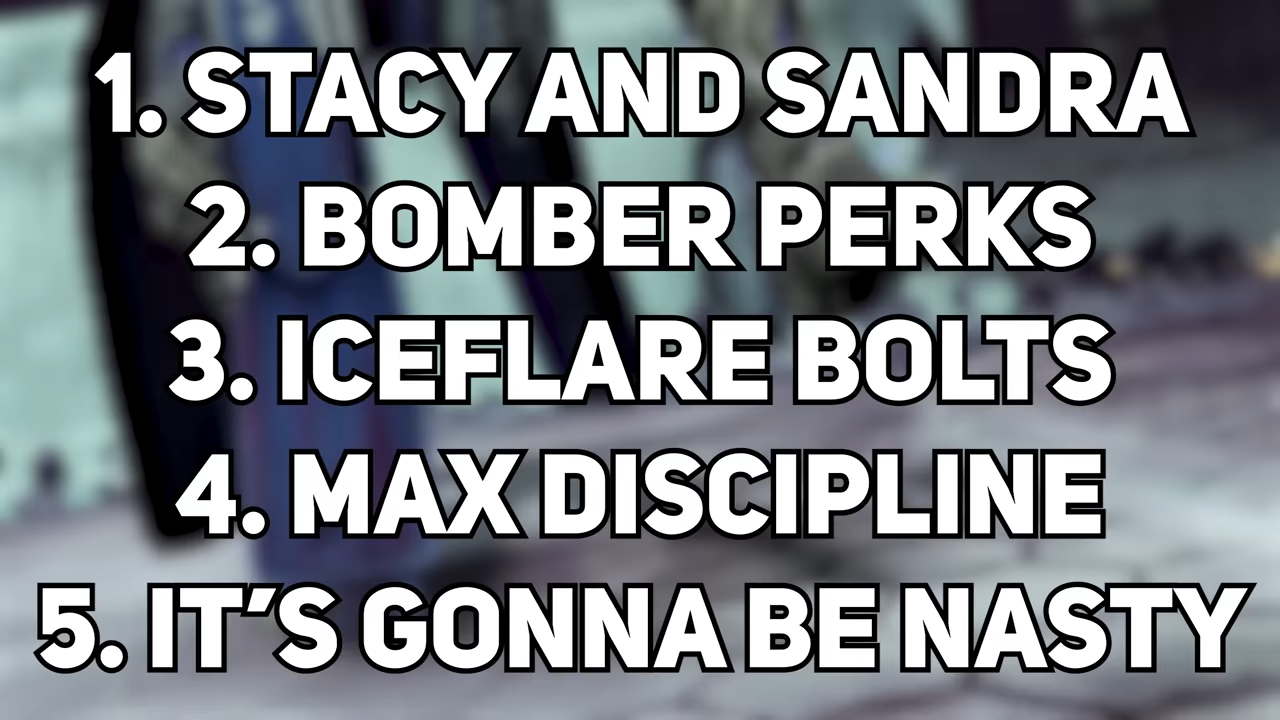 1. STACY AND SANDRA
2. BOMBER PERKS
3. ICEFLARE BOLTS
4. MAX DISCIPLINE
5. IT’S GONNA BE NASTY